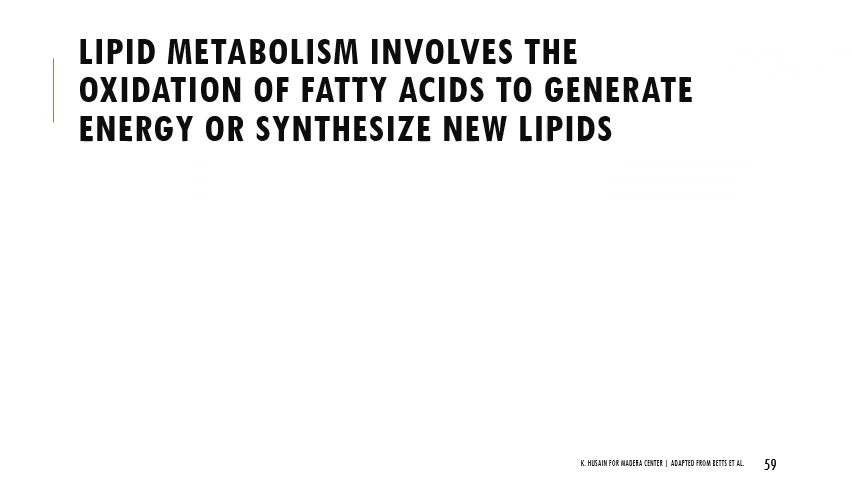 LIPID METABOLISM INVOLVES THE
OXIDATION OF FATTY ACIDS TO GENERATE
ENERGY OR SYNTHESIZE NEW LIPIDS
K. HUSAIN FOR MADERA CENTER | ADAPTED FROM BETTS ET AL.
59